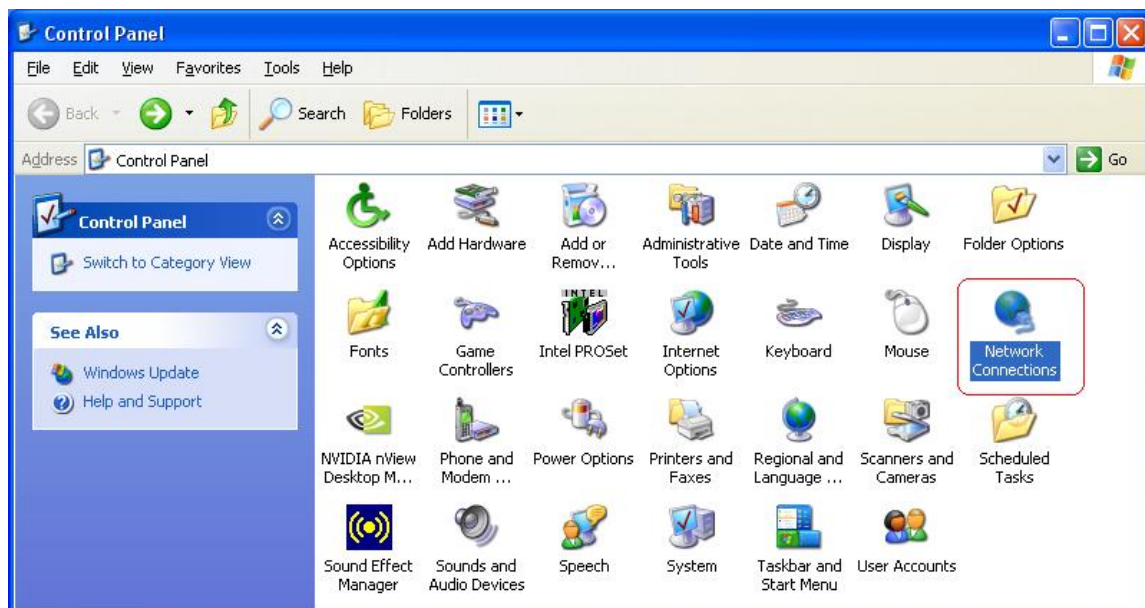 Control Panel
File Edit View Favorites Tools Help
Back Search Folders
Address Control Panel Go
Control Panel
Switch to Category View
See Also
Windows Update
Help and Support
Accessibility Options
Add Hardware
Add or Remov...
Administrative Tools
Date and Time
Display
Folder Options
Fonts
Game Controllers
INTEL
Intel PROSet
Internet Options
Keyboard
Mouse
Network Connections
NVIDIA nView Desktop M...
Phone and Modem ...
Power Options
Printers and Faxes
Regional and Language ...
Scanners and Cameras
Scheduled Tasks
Sound Effect Manager
Sounds and Audio Devices
Speech
System
Taskbar and Start Menu
User Accounts